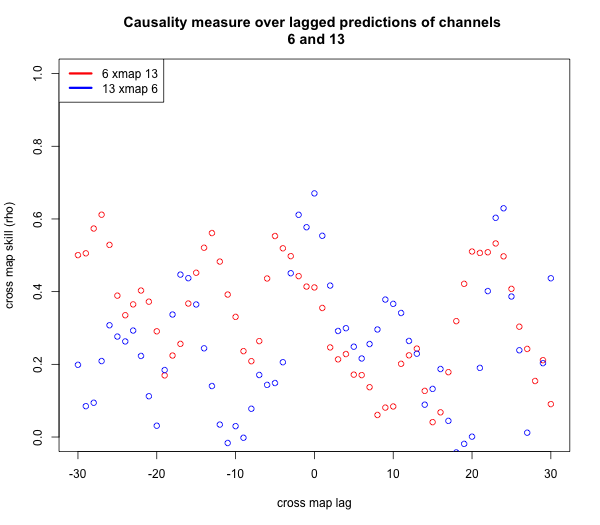 Causality measure over lagged predictions of channels
6 and 13
6 xmap 13
13 xmap 6
cross map skill (rho)
1.0
0.8
0.6
0.4
0.2
0.0
-30
-20
-10
0
10
20
30
cross map lag